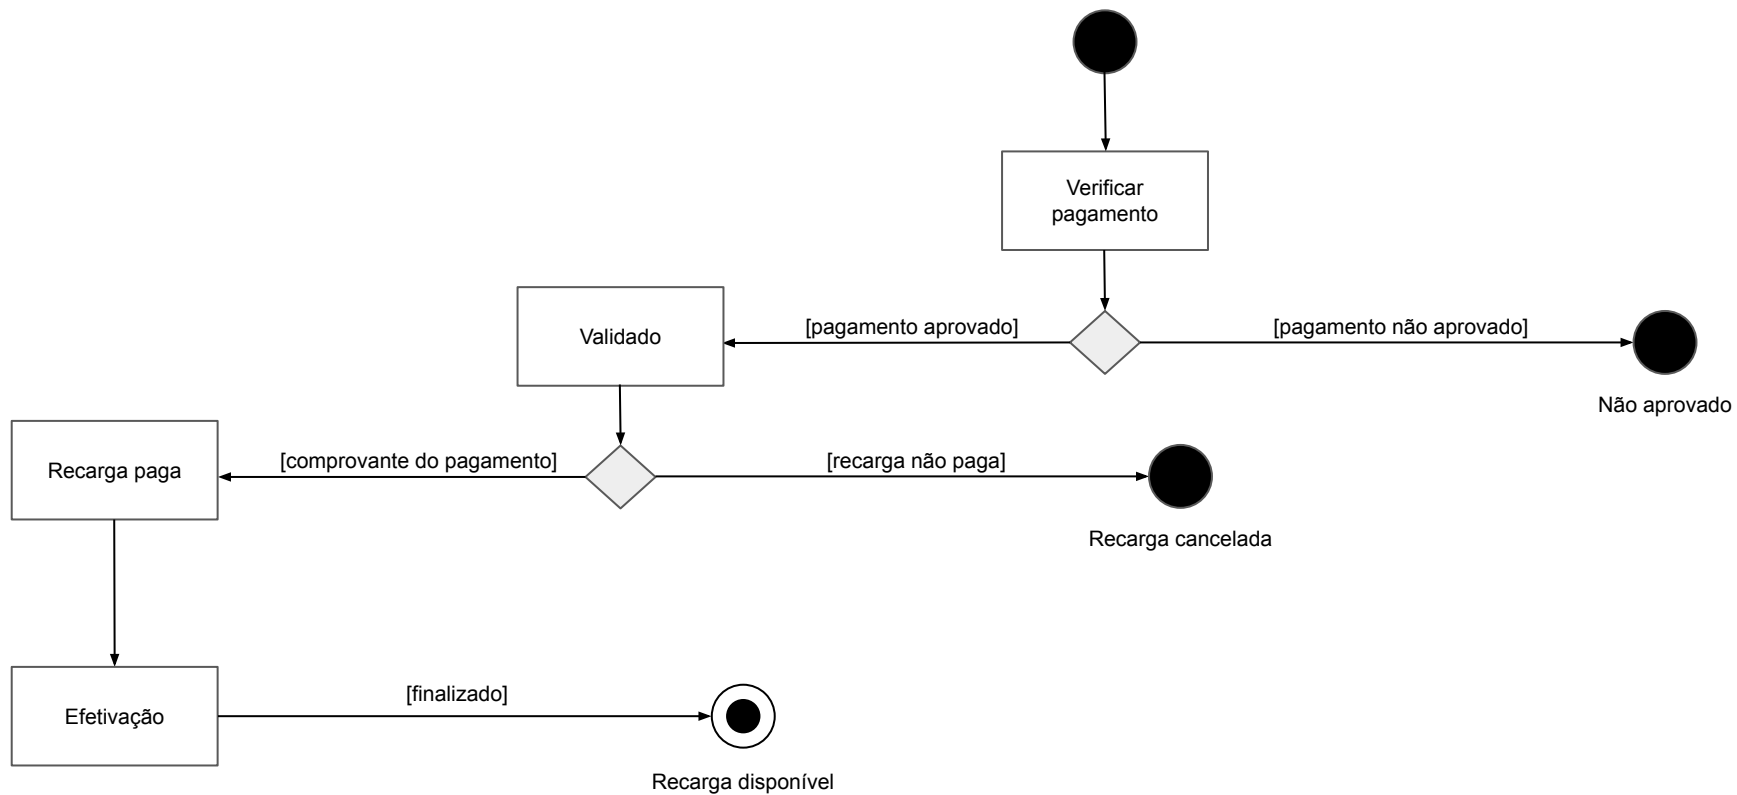 Verificar
pagamento
[pagamento aprovado]
[pagamento não aprovado]
Validado
Não aprovado
[comprovante do pagamento]
[recarga não paga]
Recarga paga
Recarga cancelada
[finalizado]
Efetivação
Recarga disponível